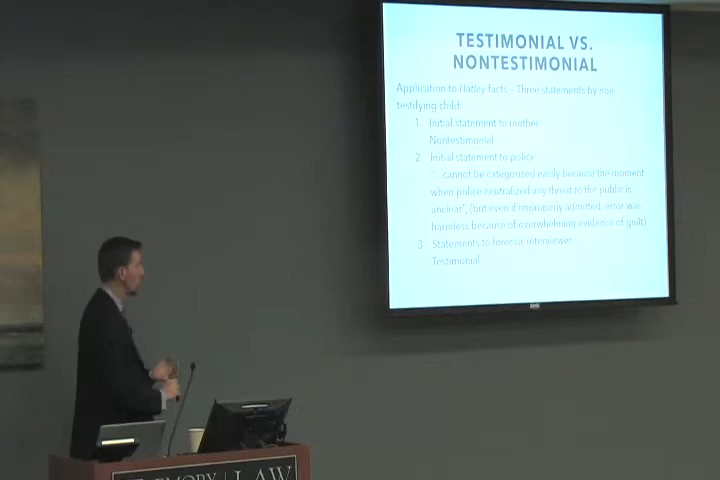 TESTIMONIAL VS.
NONTESTIMONIAL
Application to Hatley facts – Three statements by non-
testifying child:
1. Initial statement to mother
Nontestimonial
2. Initial statement to police
"…cannot be categorized easily because the moment
when police neutralized any threat to the public is
unclear", (but even if improperly admitted, error was
harmless because of overwhelming evidence of guilt)
3. Statements to forensic interviewer
Testimonial
EMORY | LAW